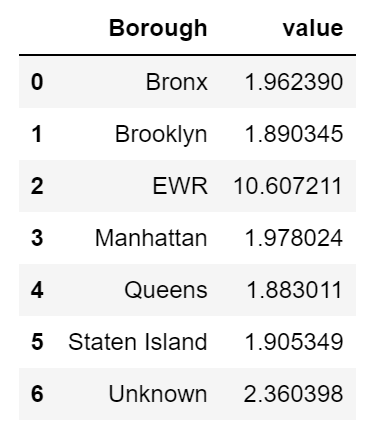 Borough value
0 Bronx 1.962390
1 Brooklyn 1.890345
2 EWR 10.607211
3 Manhattan 1.978024
4 Queens 1.883011
5 Staten Island 1.905349
6 Unknown 2.360398